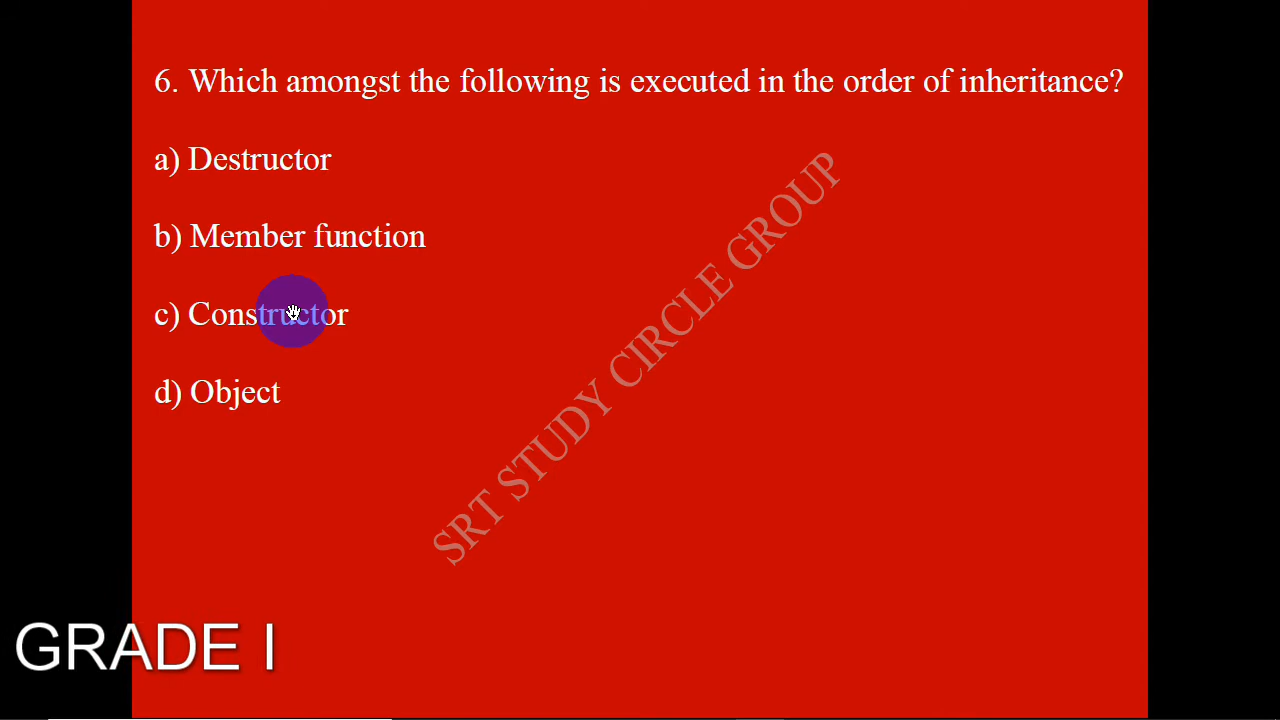 6. Which amongst the following is executed in the order of inheritance?
a) Destructor
b) Member function
c) Constructor
d) Object
SRT STUDY CIRCLE GROUP
GRADE I